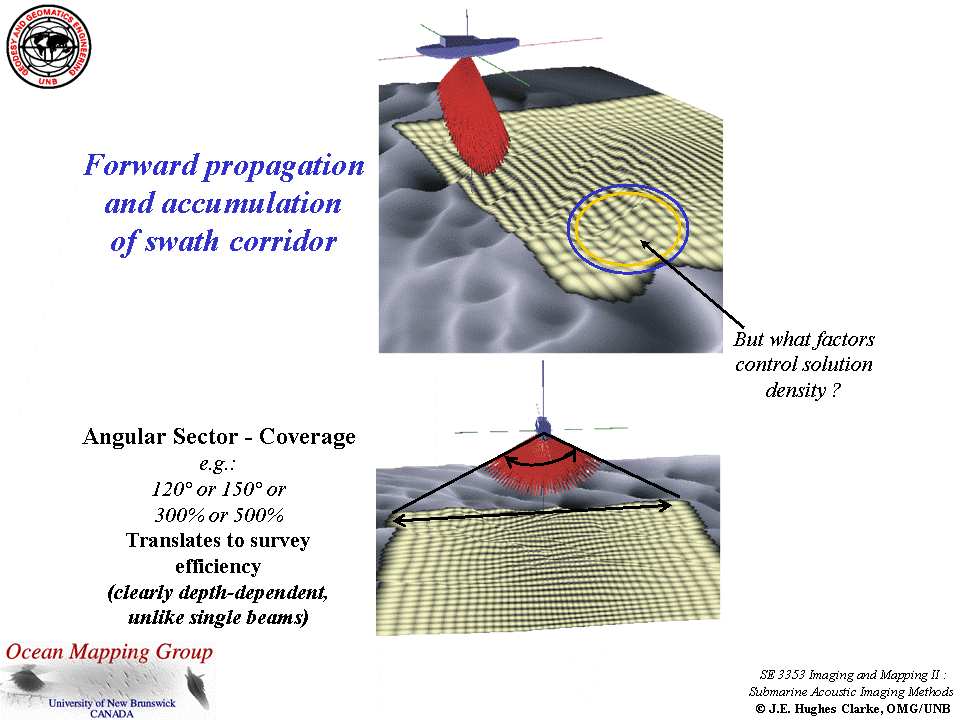 GEODESY AND GEOMATICS ENGINEERING
UNB
Forward propagation
and accumulation
of swath corridor
But what factors
control solution
density ?
Angular Sector - Coverage
e.g.:
120° or 150° or
300% or 500%
Translates to survey
efficiency
(clearly depth-dependent,
unlike single beams)
Ocean Mapping Group
University of New Brunswick
CANADA
SE 3353 Imaging and Mapping II :
Submarine Acoustic Imaging Methods
© J.E. Hughes Clarke, OMG/UNB